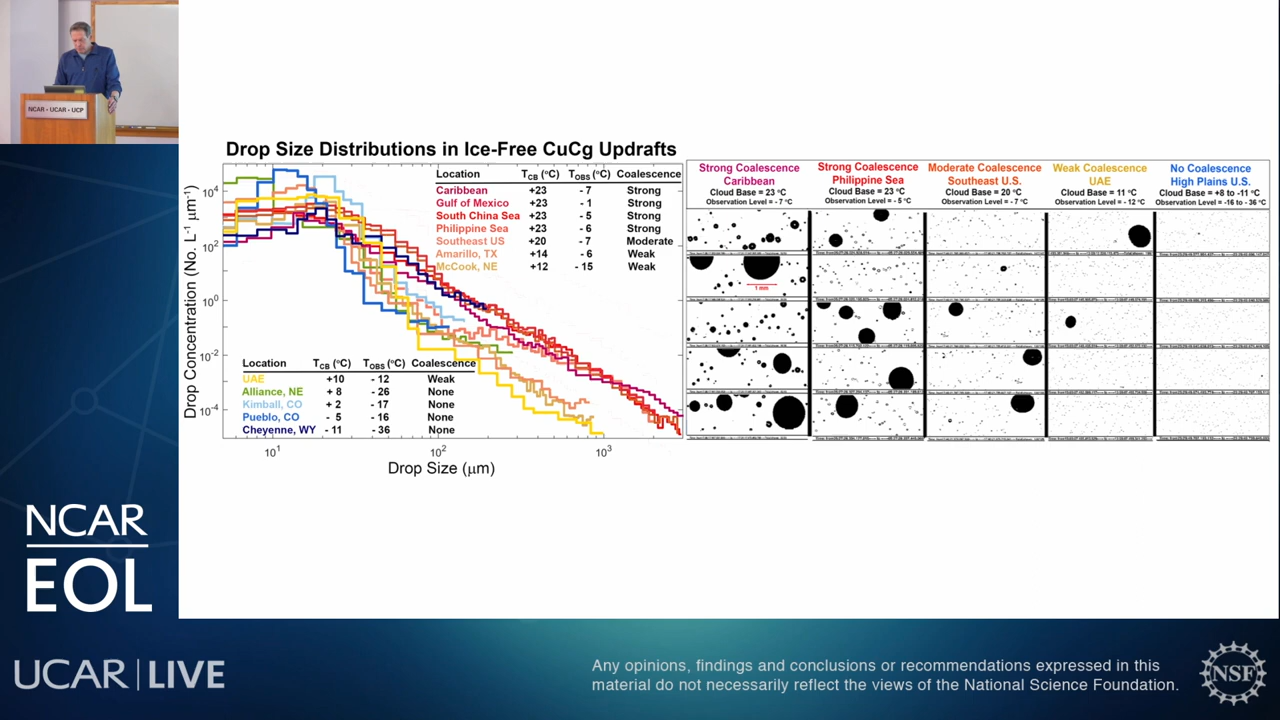 NCAR • UCAR • UCP
Drop Size Distributions in Ice-Free CuCg Updrafts
Location T_CB (°C) T_OBS (°C) Coalescence
Caribbean +23 - 7 Strong
Gulf of Mexico +23 - 1 Strong
South China Sea +23 - 5 Strong
Philippine Sea +23 - 6 Strong
Southeast US +20 - 7 Moderate
Amarillo, TX +14 - 6 Weak
McCook, NE +12 - 15 Weak
Location T_CB (°C) T_OBS (°C) Coalescence
UAE +10 - 12 Weak
Alliance, NE + 8 - 26 None
Kimball, CO + 2 - 17 None
Pueblo, CO - 5 - 16 None
Cheyenne, WY - 11 - 36 None
Drop Concentration (No. L⁻¹ μm⁻¹)
10⁴
10²
10⁰
10⁻²
10⁻⁴
10¹ 10² 10³
Drop Size (μm)
Strong Coalescence
Caribbean
Cloud Base = 23 °C
Observation Level = - 7 °C
1 mm
Strong Coalescence
Philippine Sea
Cloud Base = 23 °C
Observation Level = - 5 °C
Moderate Coalescence
Southeast U.S.
Cloud Base = 20 °C
Observation Level = - 7 °C
Weak Coalescence
UAE
Cloud Base = 11 °C
Observation Level = - 12 °C
No Coalescence
High Plains U.S.
Cloud Base = +8 to -11 °C
Observation Level = -16 to - 36 °C
NCAR
EOL
UCAR | LIVE
Any opinions, findings and conclusions or recommendations expressed in this
material do not necessarily reflect the views of the National Science Foundation.
NSF